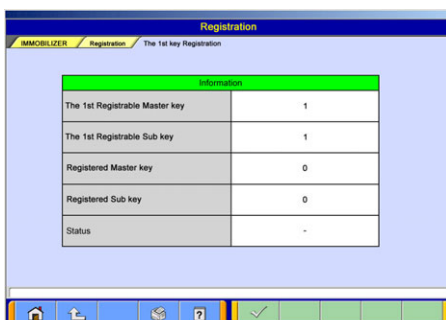 Registration
IMMOBILIZER Registration The 1st key Registration
Information
The 1st Registrable Master key 1
The 1st Registrable Sub key 1
Registered Master key 0
Registered Sub key 0
Status -
?